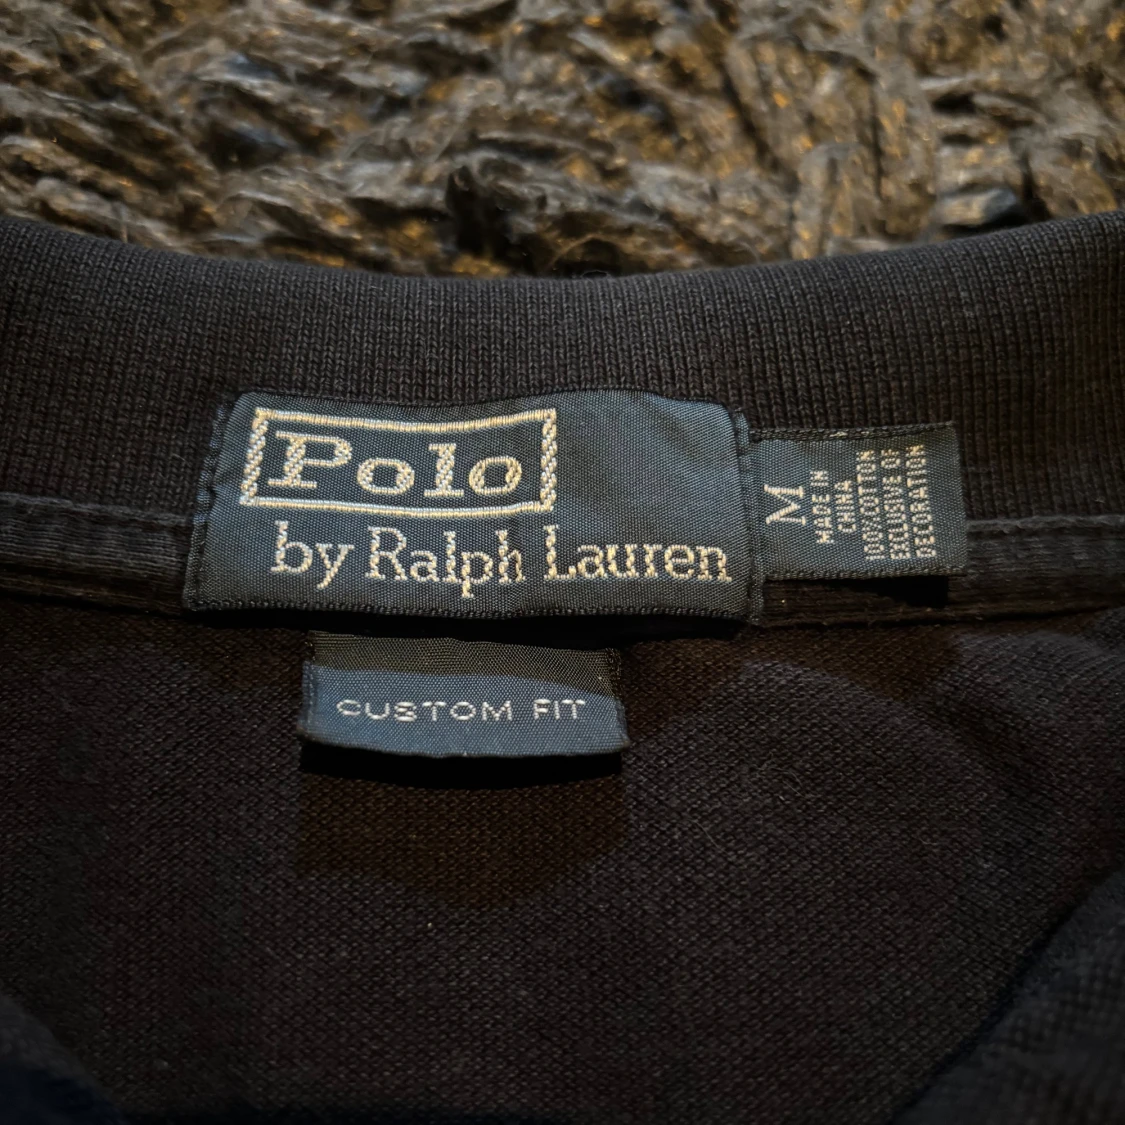 Polo
by Ralph Lauren
M
MADE IN
CHINA
100% COTTON
EXCLUSIVE OF
DECORATION
CUSTOM FIT